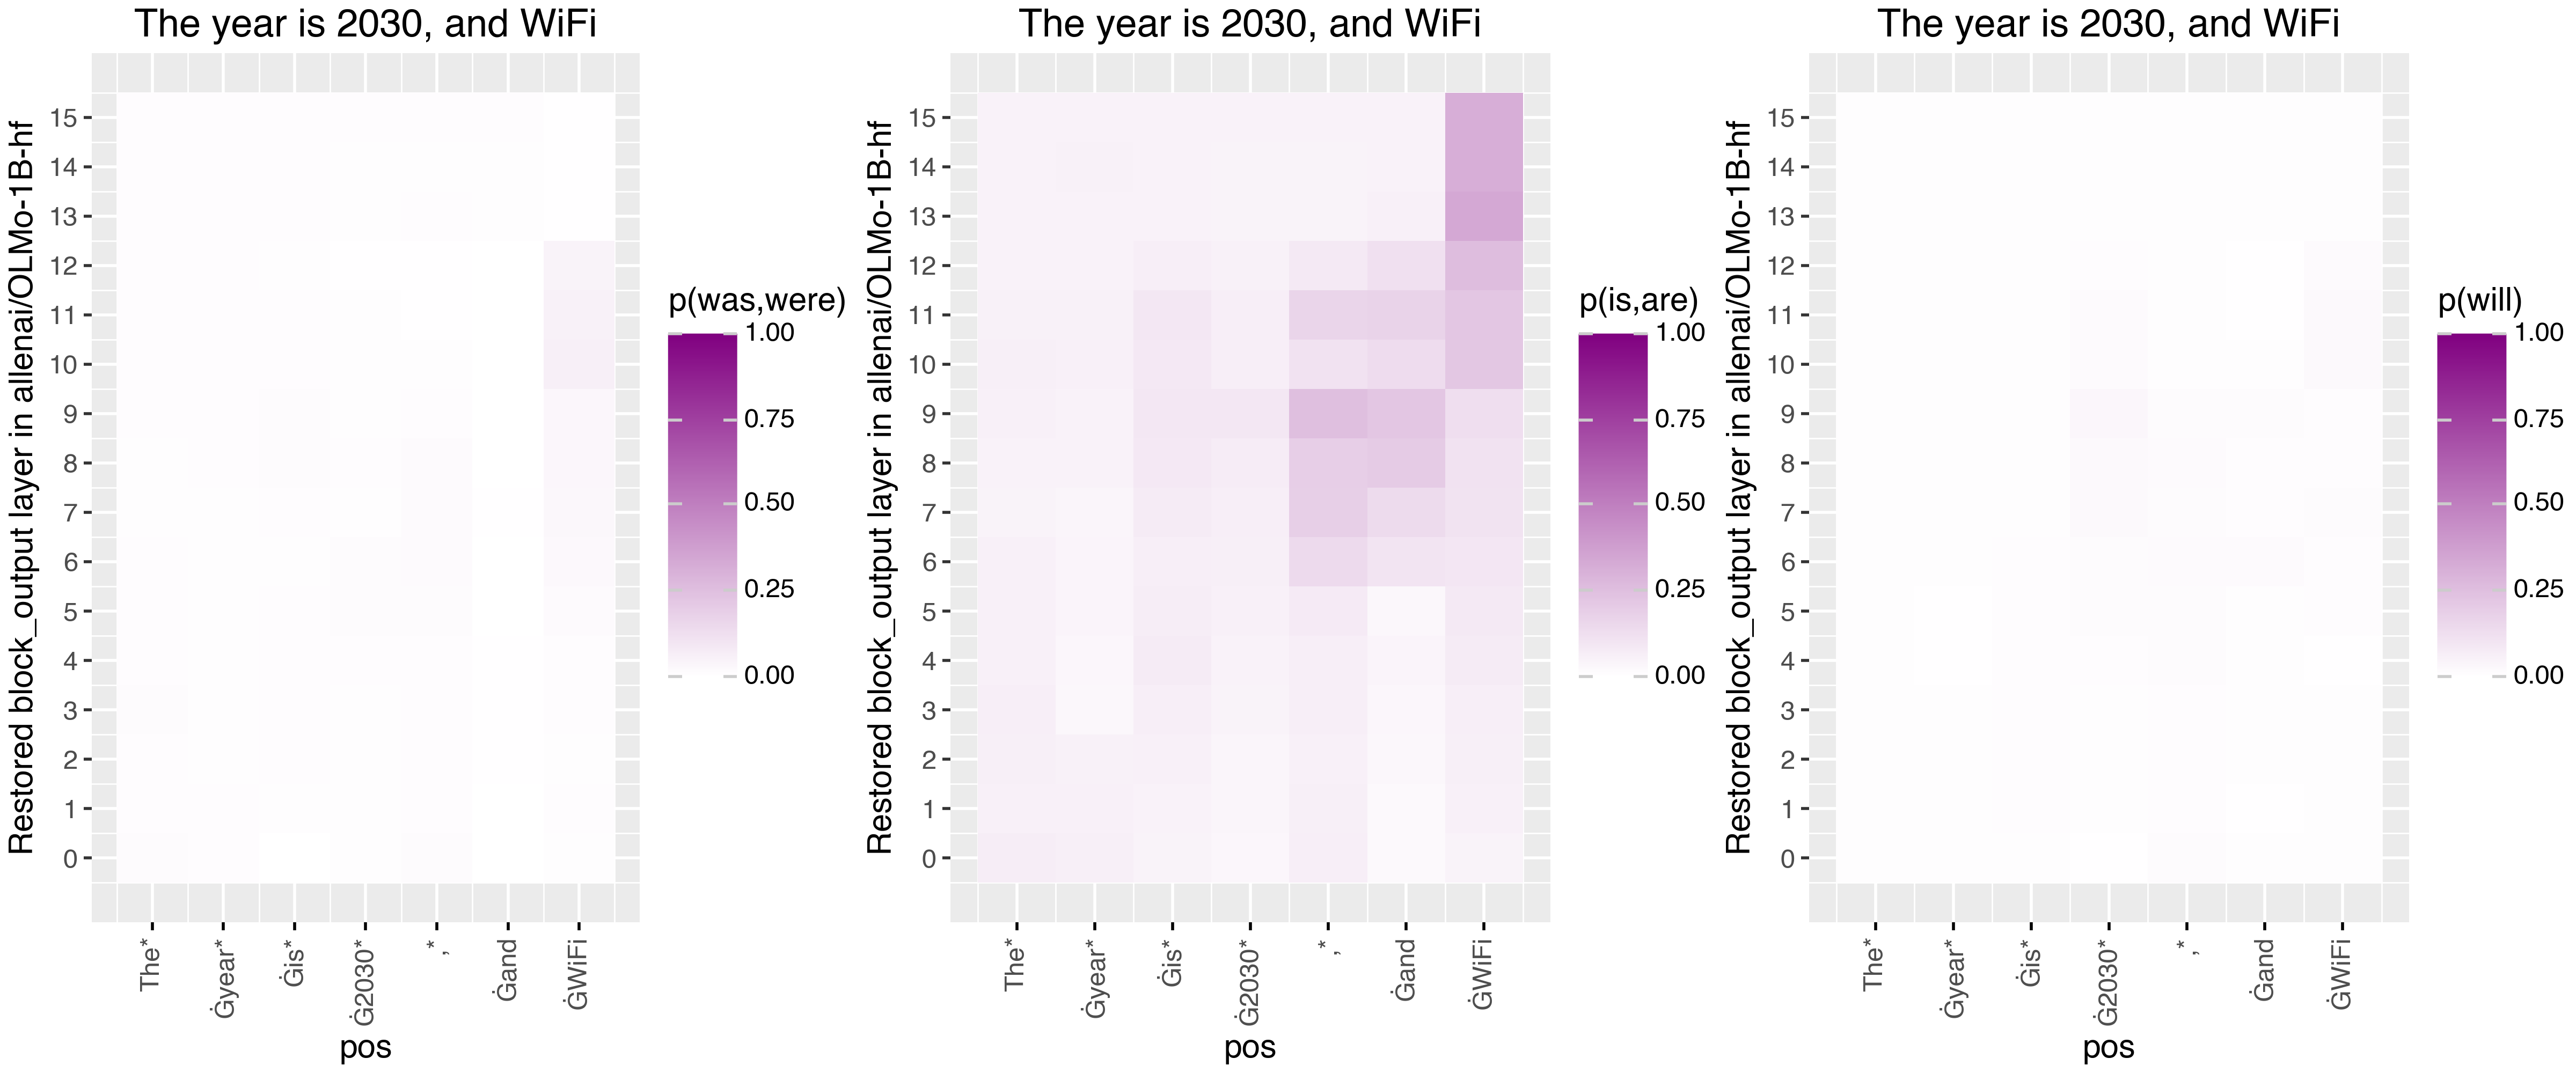 The year is 2030, and WiFi
Restored block_output layer in allenai/OLMo-1B-hf
15
14
13
12
11
10
9
8
7
6
5
4
3
2
1
0
The*
Ġyear*
Ġis*
Ġ2030*
,*
Ġand
ĠWiFi
pos
p(was,were)
1.00
0.75
0.50
0.25
0.00
The year is 2030, and WiFi
Restored block_output layer in allenai/OLMo-1B-hf
15
14
13
12
11
10
9
8
7
6
5
4
3
2
1
0
The*
Ġyear*
Ġis*
Ġ2030*
,*
Ġand
ĠWiFi
pos
p(is,are)
1.00
0.75
0.50
0.25
0.00
The year is 2030, and WiFi
Restored block_output layer in allenai/OLMo-1B-hf
15
14
13
12
11
10
9
8
7
6
5
4
3
2
1
0
The*
Ġyear*
Ġis*
Ġ2030*
,*
Ġand
ĠWiFi
pos
p(will)
1.00
0.75
0.50
0.25
0.00